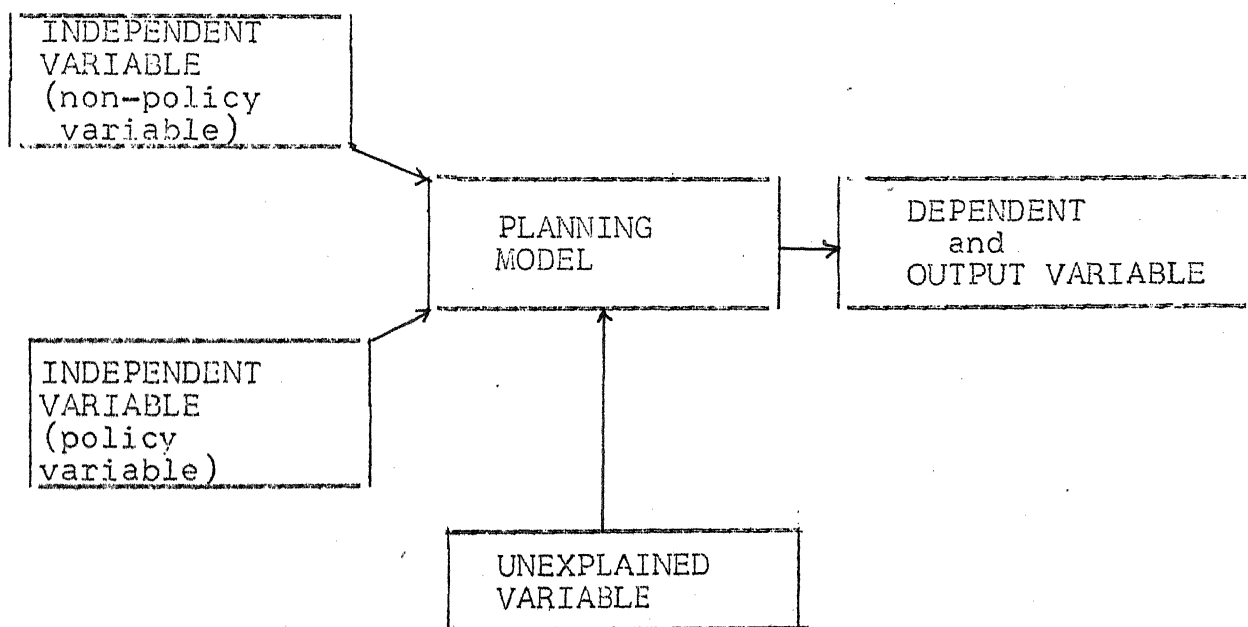 INDEPENDENT
VARIABLE
(non-policy
variable)
PLANNING
MODEL
DEPENDENT
and
OUTPUT VARIABLE
INDEPENDENT
VARIABLE
(policy
variable)
UNEXPLAINED
VARIABLE